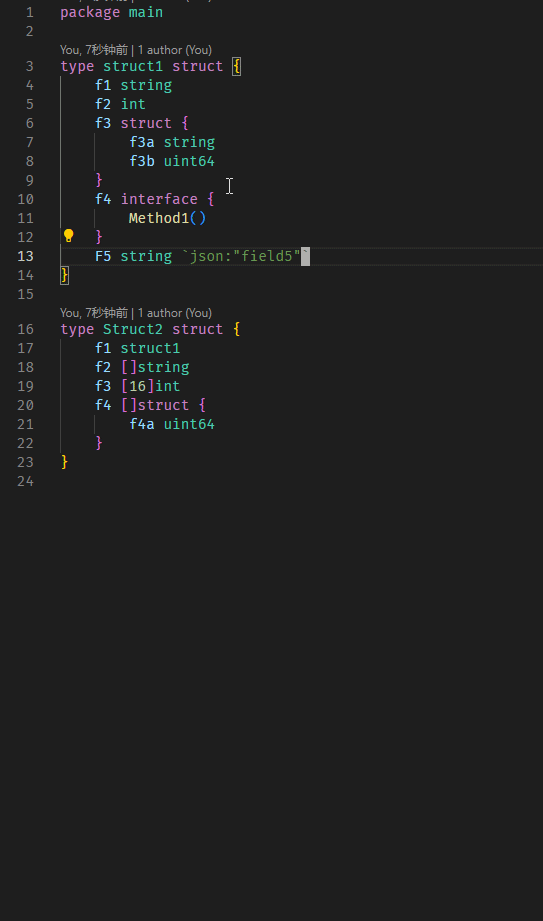 1 package main
2
You, 7秒钟前 | 1 author (You)
3 type struct1 struct {
4 f1 string
5 f2 int
6 f3 struct {
7 f3a string
8 f3b uint64
9 }
10 f4 interface {
11 Method1()
12 }
13 F5 string `json:"field5"`
14 }
15
You, 7秒钟前 | 1 author (You)
16 type Struct2 struct {
17 f1 struct1
18 f2 []string
19 f3 [16]int
20 f4 []struct {
21 f4a uint64
22 }
23 }
24